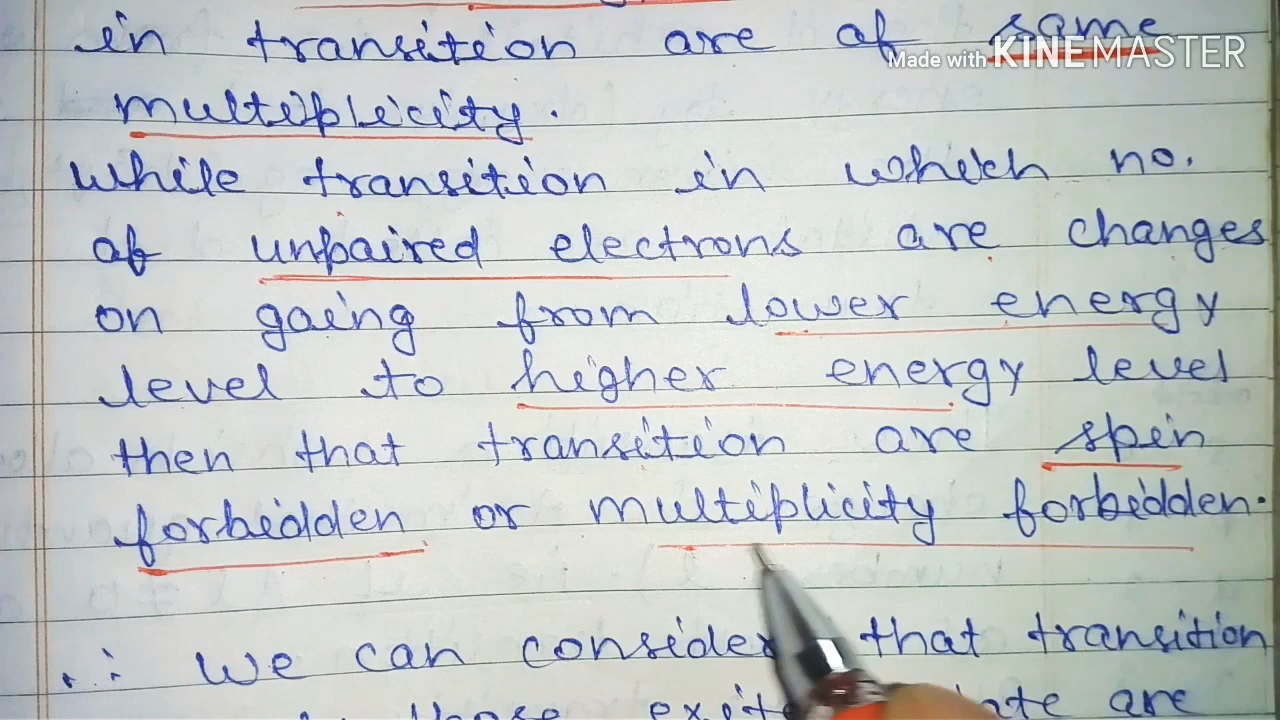 in transition are of same
Made with KINEMASTER
multiplicity.
while transition in which no.
of unpaired electrons are changes
on going from lower energy
level to higher energy level
then that transition are spin
forbidden or multiplicity forbidden.
∴ we can consider that transition
those are